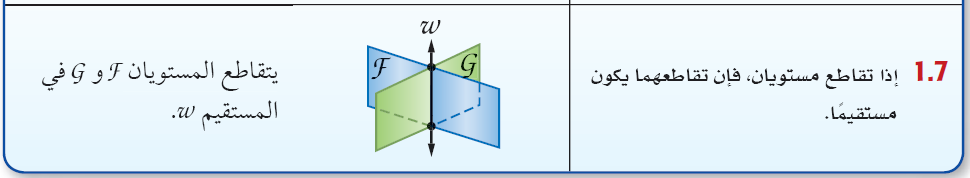 1.7 إذا تقاطع مستويان، فإن تقاطعهما يكون
مستقيمًا.
w
F
G
يتقاطع المستويان F و G في
المستقيم w.